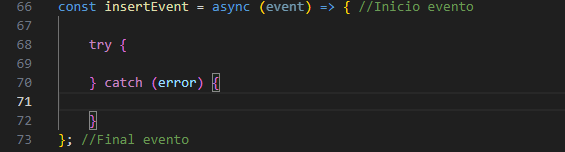 66 const insertEvent = async (event) => { //Inicio evento
67
68 try {
69
70 } catch (error) {
71
72 }
73 }; //Final evento